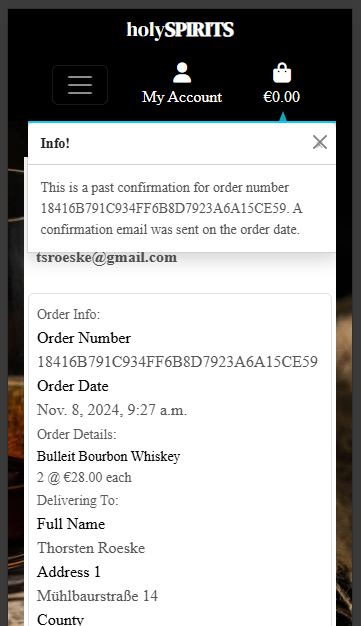 holySPIRITS
My Account
€0.00
Info!
This is a past confirmation for order number
18416B791C934FF6B8D7923A6A15CE59. A
confirmation email was sent on the order date.
tsroeske@gmail.com
Order Info:
Order Number
18416B791C934FF6B8D7923A6A15CE59
Order Date
Nov. 8, 2024, 9:27 a.m.
Order Details:
Bulleit Bourbon Whiskey
2 @ €28.00 each
Delivering To:
Full Name
Thorsten Roeske
Address 1
Mühlbaurstraße 14
County